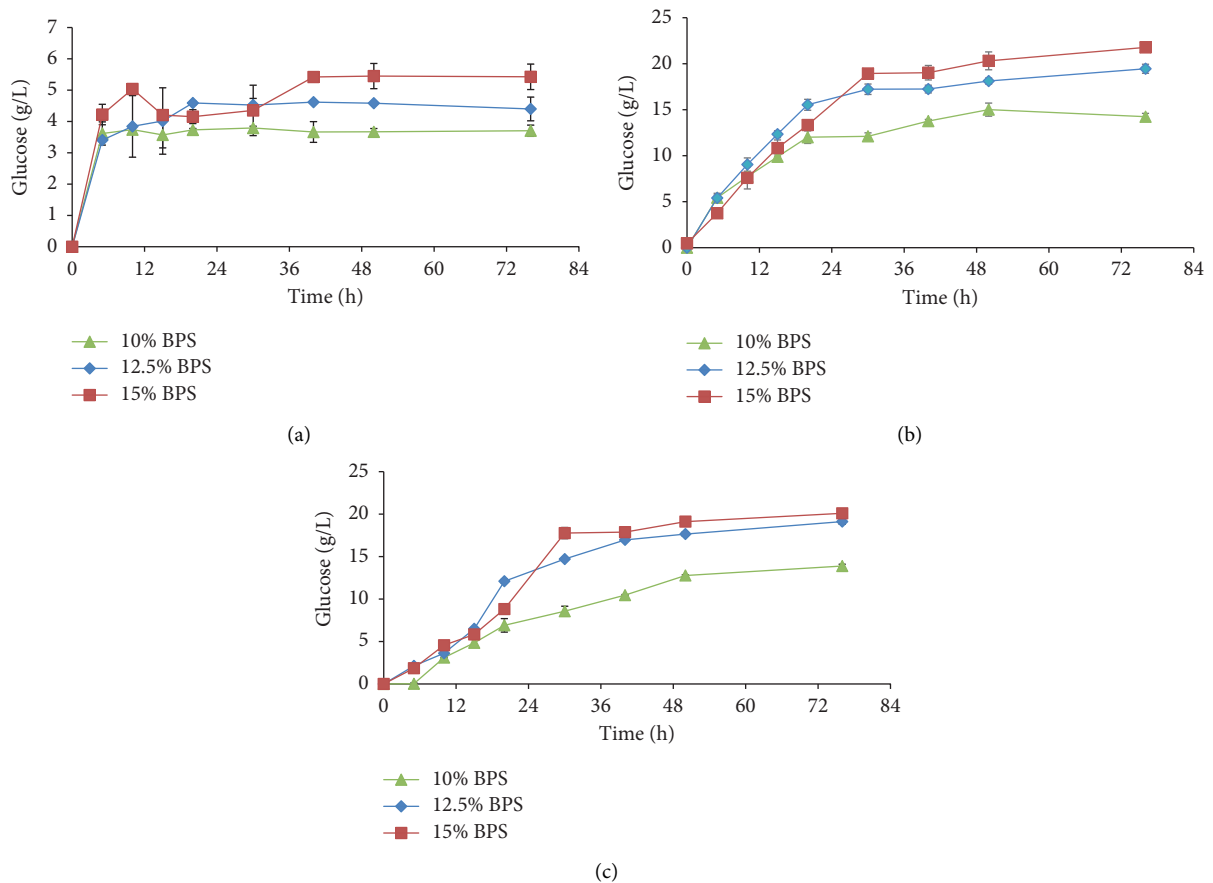 7
6
5
4
3
2
1
0
Glucose (g/L)
0 12 24 36 48 60 72 84
Time (h)
10% BPS
12.5% BPS
15% BPS
(a)
25
20
15
10
5
0
Glucose (g/L)
0 12 24 36 48 60 72 84
Time (h)
10% BPS
12.5% BPS
15% BPS
(b)
25
20
15
10
5
0
Glucose (g/L)
0 12 24 36 48 60 72 84
Time (h)
10% BPS
12.5% BPS
15% BPS
(c)